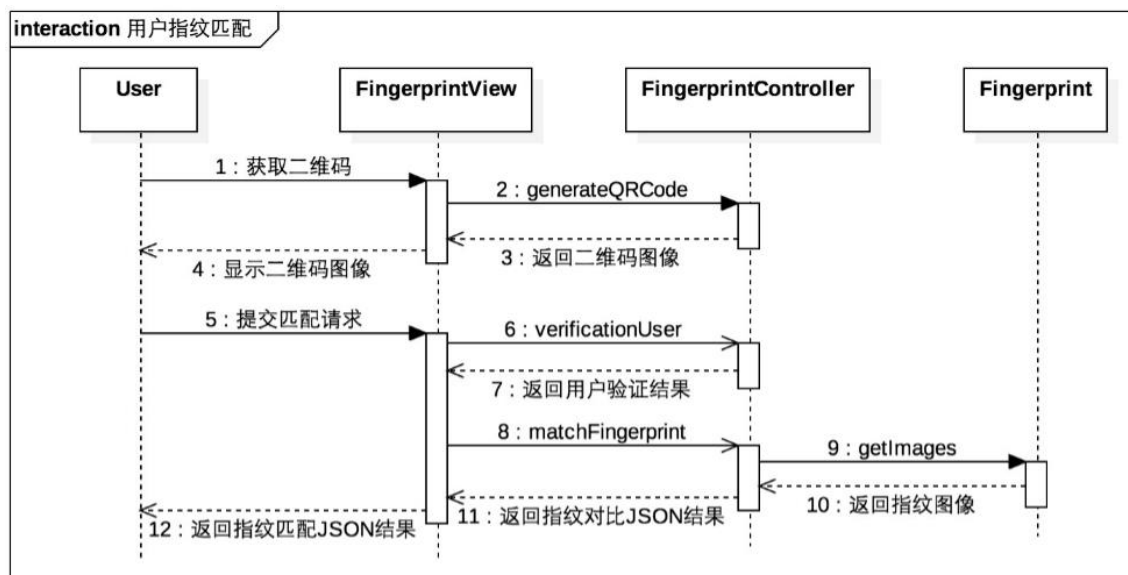 interaction 用户指纹匹配
User
FingerprintView
FingerprintController
Fingerprint
1：获取二维码
2：generateQRCode
3：返回二维码图像
4：显示二维码图像
5：提交匹配请求
6：verificationUser
7：返回用户验证结果
8：matchFingerprint
9：getImages
10：返回指纹图像
11：返回指纹对比JSON结果
12：返回指纹匹配JSON结果